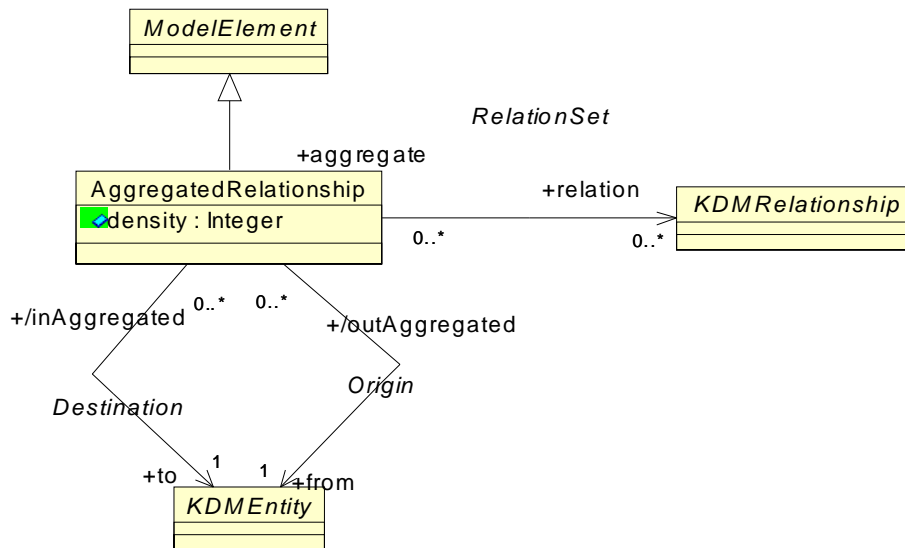 ModelElement
RelationSet
+aggregate
AggregatedRelationship
density : Integer
+relation
KDMRelationship
0..*
0..*
0..*
0..*
+/inAggregated
+/outAggregated
Origin
Destination
1
1
+to
+from
KDMEntity